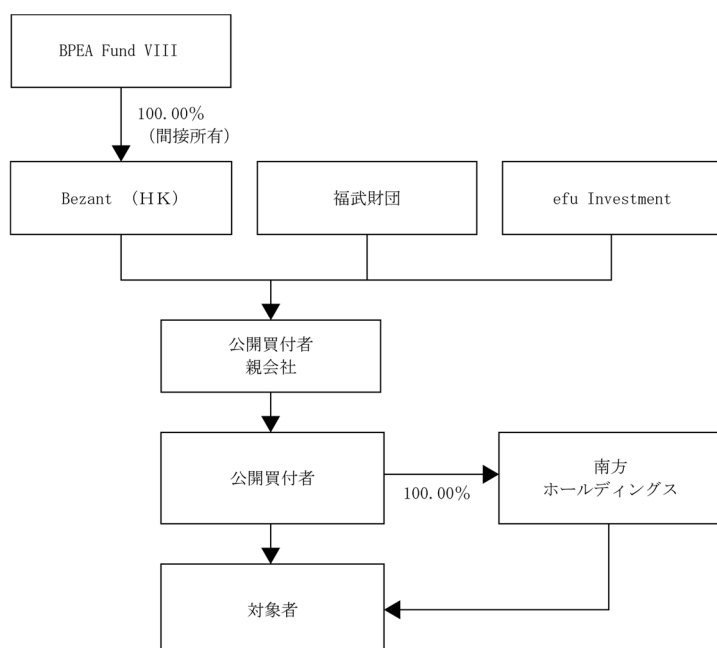 BPEA Fund VIII
100.00%
（間接所有）
Bezant （ＨＫ）
福武財団
efu Investment
公開買付者
親会社
公開買付者
100.00%
南方
ホールディングス
対象者